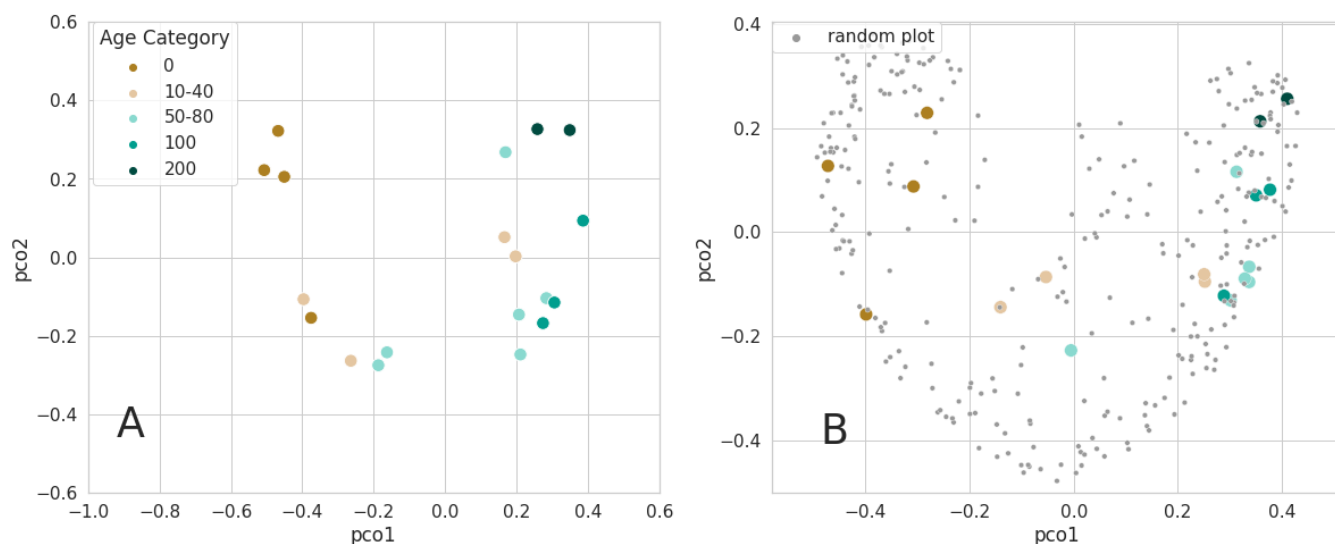 0.6
0.4
0.2
0.0
−0.2
−0.4
−0.6
pco2
Age Category
0
10-40
50-80
100
200
A
−1.0 −0.8 −0.6 −0.4 −0.2 0.0 0.2 0.4 0.6
pco1
0.4
0.2
0.0
−0.2
−0.4
pco2
random plot
B
−0.4 −0.2 0.0 0.2 0.4
pco1